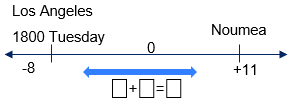 Los Angeles
1800 Tuesday
Noumea
0
-8
+11
□+□=□